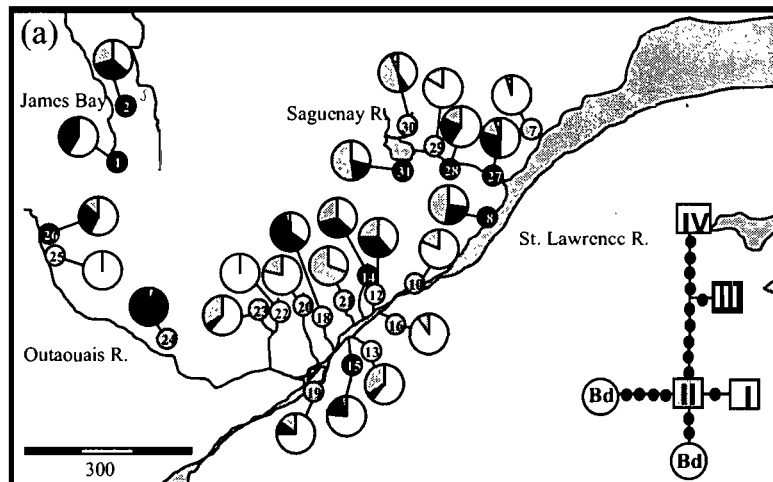 (a)
James Bay
2
1
Saguenay R.
30
29
7
31
28
27
8
St. Lawrence R.
26
25
24
Outaouais R.
23
22
20
18
21
14
12
10
16
13
15
19
300
IV
III
II
I
Bd
Bd